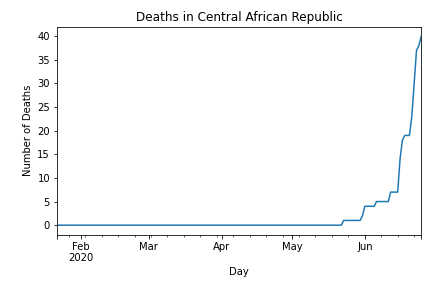 Deaths in Central African Republic
40
35
30
25
20
15
10
5
0
Number of Deaths
Feb
2020
Mar
Apr
May
Jun
Day